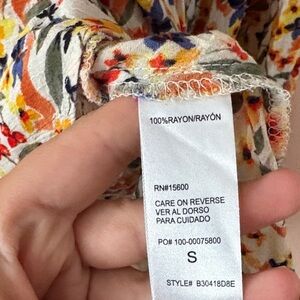 100%RAYON/RAYÓN
RN#15600
CARE ON REVERSE
VER AL DORSO
PARA CUIDADO
PO# 100-00075800
S
STYLE# B30418D8E